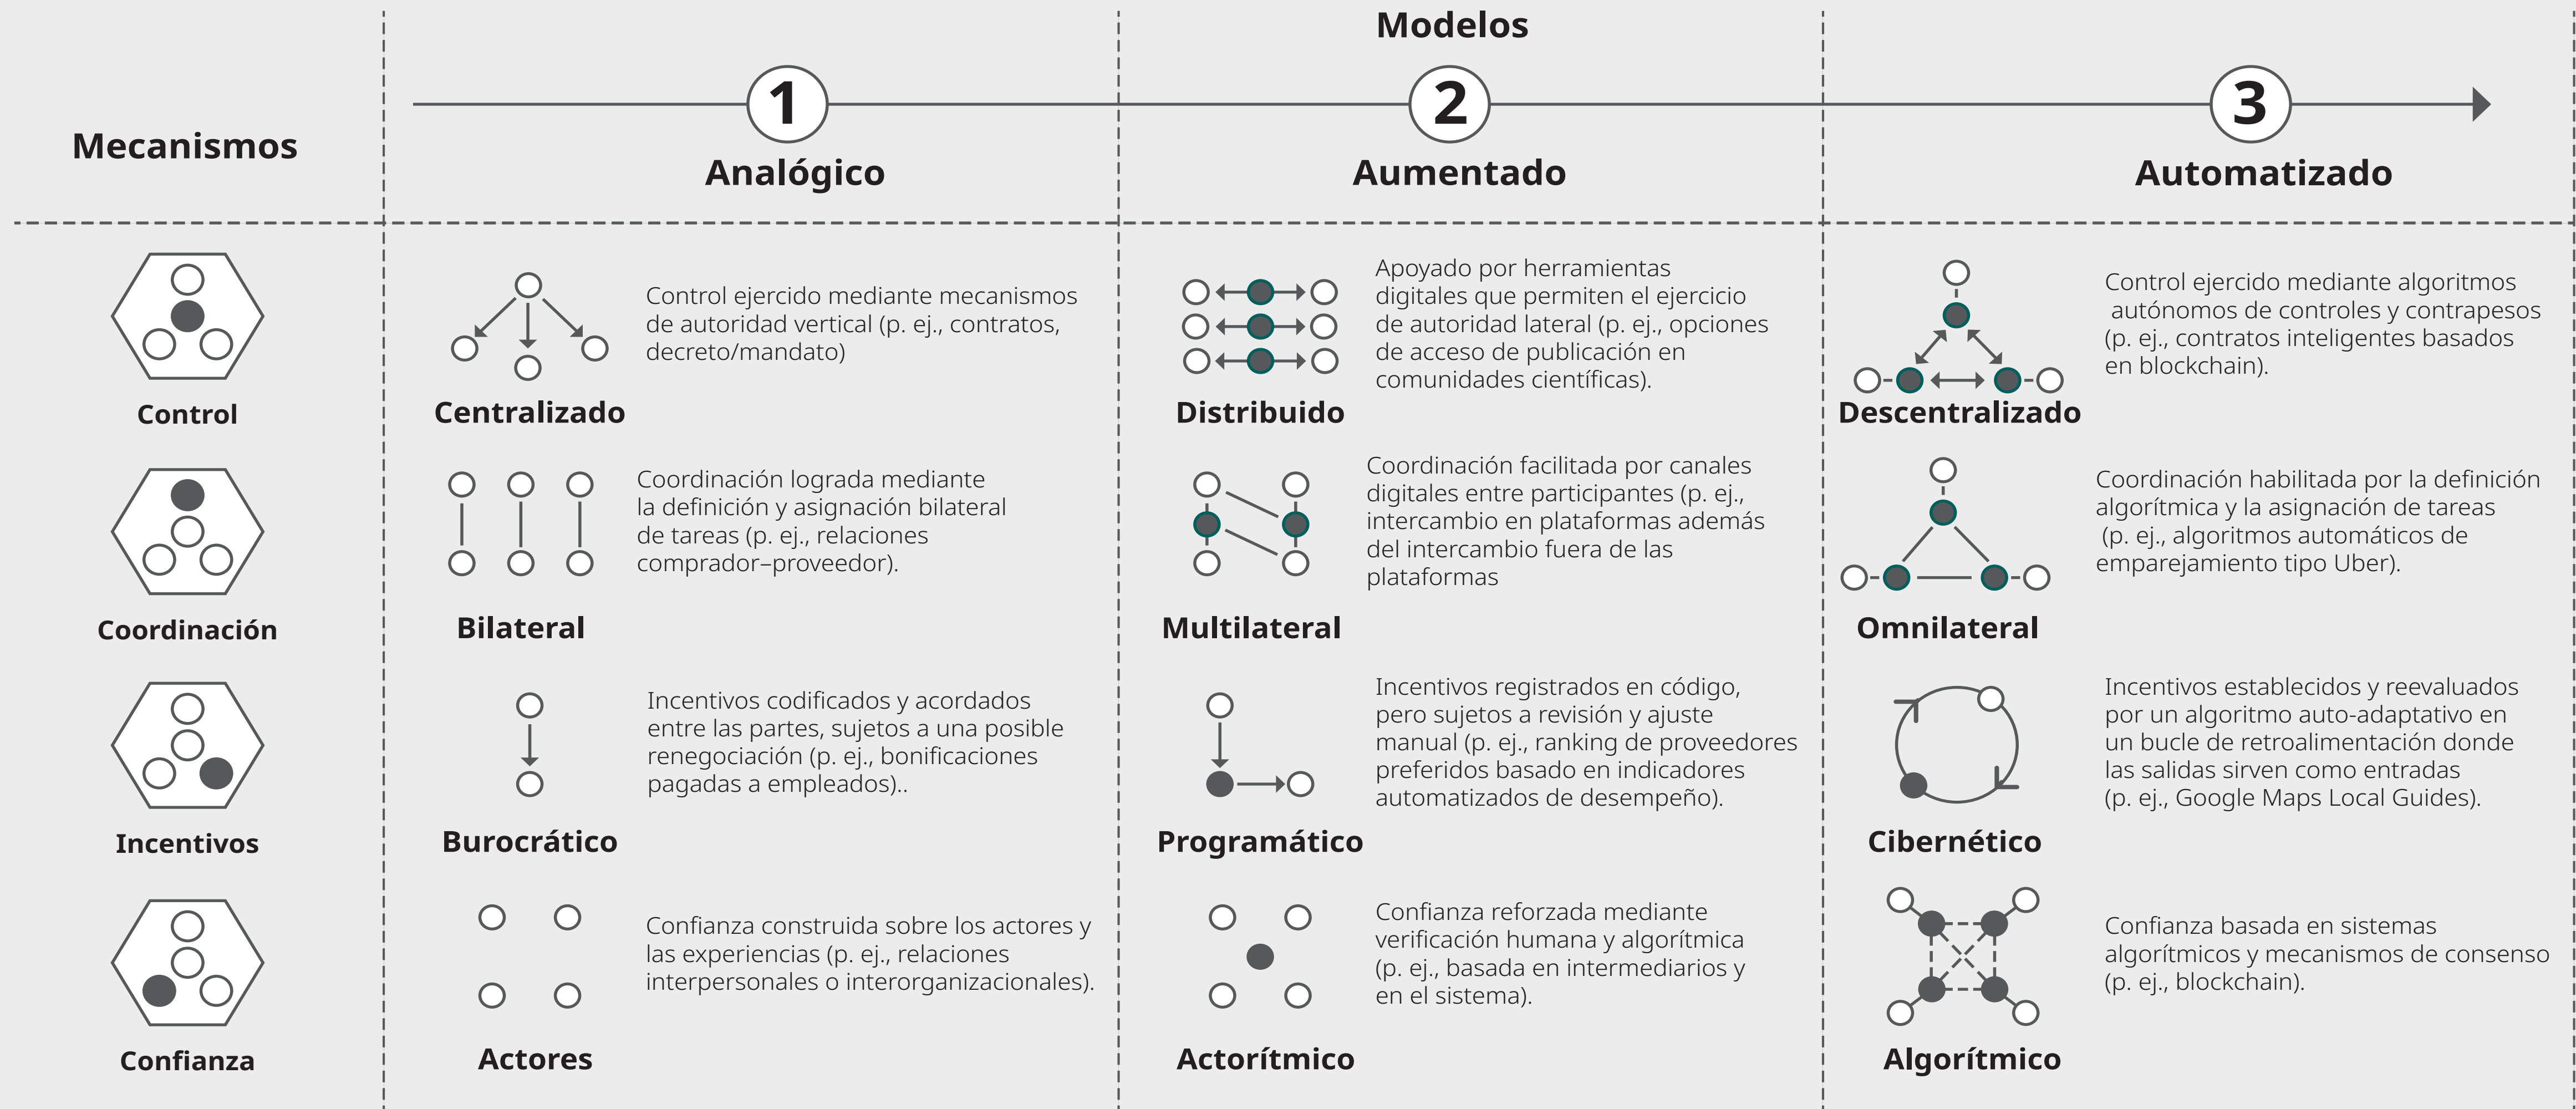 Modelos
Mecanismos
1
Analógico
2
Aumentado
3
Automatizado
Control
Centralizado
Control ejercido mediante mecanismos
de autoridad vertical (p. ej., contratos,
decreto/mandato)
Distribuido
Apoyado por herramientas
digitales que permiten el ejercicio
de autoridad lateral (p. ej., opciones
de acceso de publicación en
comunidades científicas).
Descentralizado
Control ejercido mediante algoritmos
autónomos de controles y contrapesos
(p. ej., contratos inteligentes basados
en blockchain).
Coordinación
Bilateral
Coordinación lograda mediante
la definición y asignación bilateral
de tareas (p. ej., relaciones
comprador–proveedor).
Multilateral
Coordinación facilitada por canales
digitales entre participantes (p. ej.,
intercambio en plataformas además
del intercambio fuera de las
plataformas
Omnilateral
Coordinación habilitada por la definición
algorítmica y la asignación de tareas
(p. ej., algoritmos automáticos de
emparejamiento tipo Uber).
Incentivos
Burocrático
Incentivos codificados y acordados
entre las partes, sujetos a una posible
renegociación (p. ej., bonificaciones
pagadas a empleados)..
Programático
Incentivos registrados en código,
pero sujetos a revisión y ajuste
manual (p. ej., ranking de proveedores
preferidos basado en indicadores
automatizados de desempeño).
Cibernético
Incentivos establecidos y reevaluados
por un algoritmo auto-adaptativo en
un bucle de retroalimentación donde
las salidas sirven como entradas
(p. ej., Google Maps Local Guides).
Confianza
Actores
Confianza construida sobre los actores y
las experiencias (p. ej., relaciones
interpersonales o interorganizacionales).
Actorítmico
Confianza reforzada mediante
verificación humana y algorítmica
(p. ej., basada en intermediarios y
en el sistema).
Algorítmico
Confianza basada en sistemas
algorítmicos y mecanismos de consenso
(p. ej., blockchain).